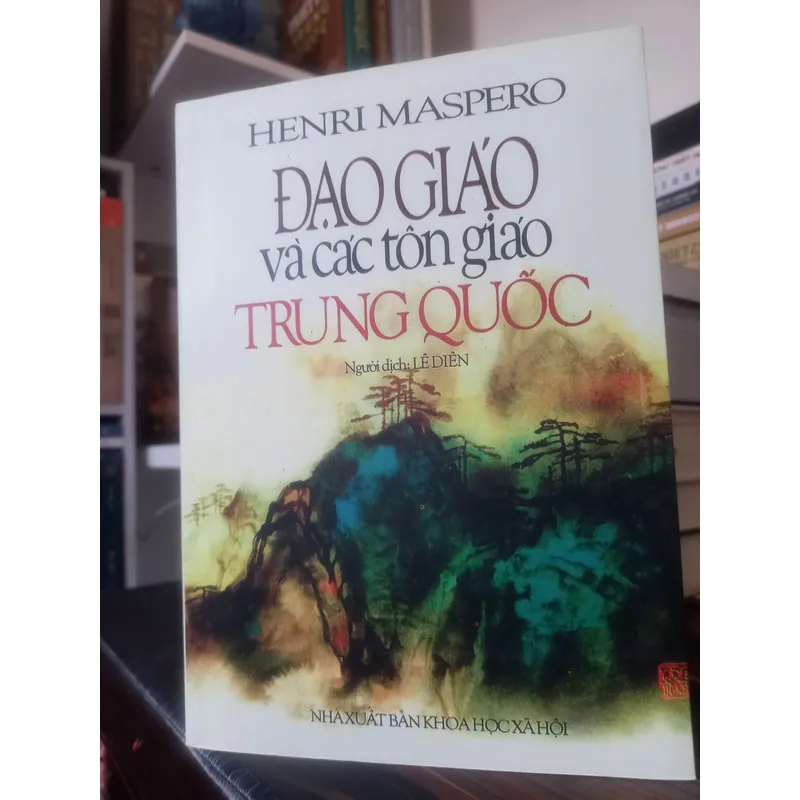 HENRI MASPERO
ĐẠO GIÁO
và các tôn giáo
TRUNG QUỐC
Người dịch: LÊ DIÊN
NHÀ XUẤT BẢN KHOA HỌC XÃ HỘI